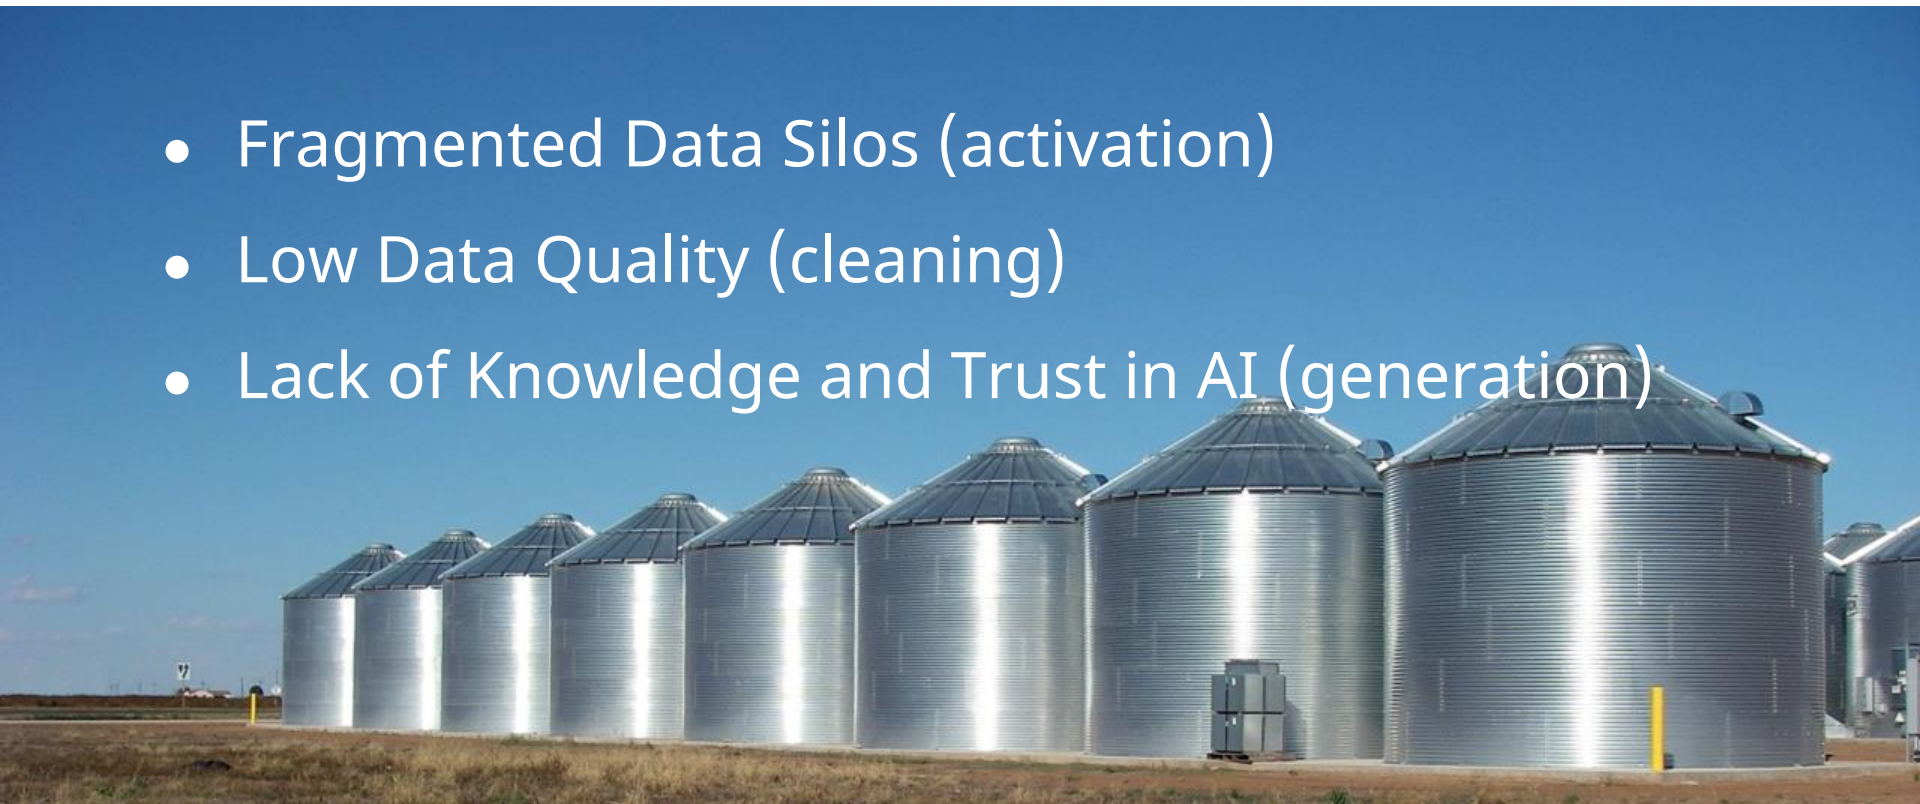 • Fragmented Data Silos (activation)
• Low Data Quality (cleaning)
• Lack of Knowledge and Trust in AI (generation)